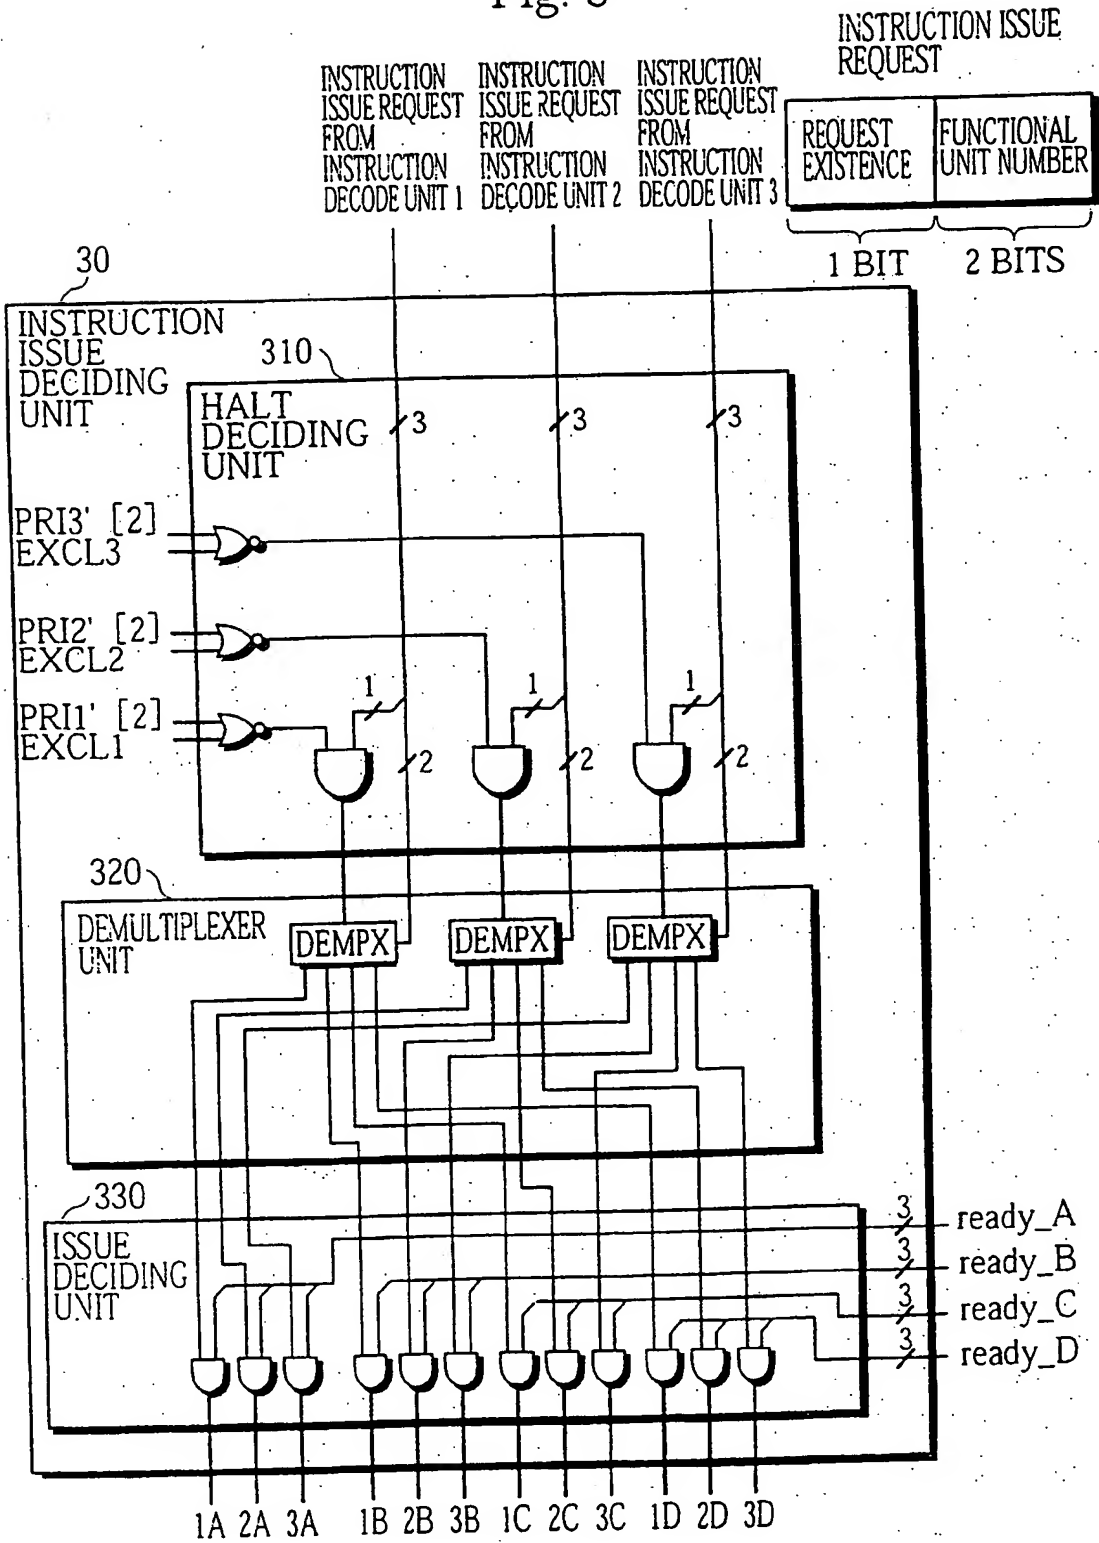 INSTRUCTION ISSUE
REQUEST
INSTRUCTION
ISSUE REQUEST
FROM
INSTRUCTION
DECODE UNIT 1
INSTRUCTION
ISSUE REQUEST
FROM
INSTRUCTION
DECODE UNIT 2
INSTRUCTION
ISSUE REQUEST
FROM
INSTRUCTION
DECODE UNIT 3
REQUEST
EXISTENCE
FUNCTIONAL
UNIT NUMBER
1 BIT
2 BITS
30
INSTRUCTION
ISSUE
DECIDING
UNIT
310
HALT
DECIDING
UNIT
3
3
3
PRI3' [2]
EXCL3
PRI2' [2]
EXCL2
PRI1' [2]
EXCL1
1
1
1
2
2
2
320
DEMULTIPLEXER
UNIT
DEMPX
DEMPX
DEMPX
330
ISSUE
DECIDING
UNIT
3
ready_A
3
ready_B
3
ready_C
3
ready_D
1A
2A
3A
1B
2B
3B
1C
2C
3C
1D
2D
3D